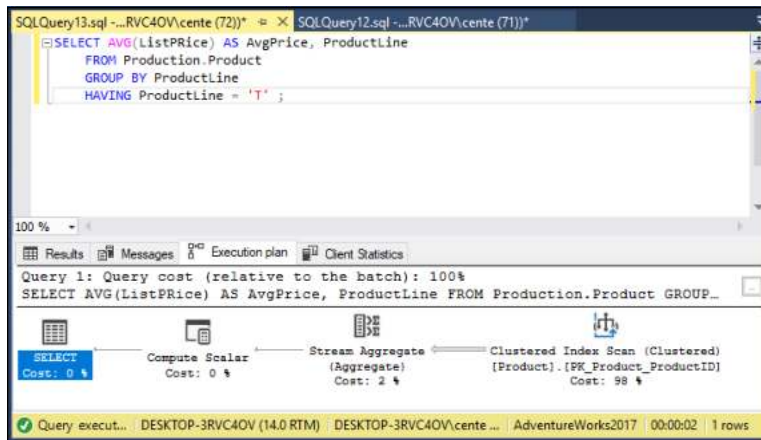 SQLQuery13.sql -...RVC4OV\cente (72))* SQLQuery12.sql -...RVC4OV\cente (71))*
SELECT AVG(ListPRice) AS AvgPrice, ProductLine
FROM Production.Product
GROUP BY ProductLine
HAVING ProductLine = 'T' ;
100 %
Results Messages Execution plan Client Statistics
Query 1: Query cost (relative to the batch): 100%
SELECT AVG(ListPRice) AS AvgPrice, ProductLine FROM Production.Product GROUP…
SELECT
Cost: 0 %
Compute Scalar
Cost: 0 %
Stream Aggregate
(Aggregate)
Cost: 2 %
Clustered Index Scan (Clustered)
[Product].[PK_Product_ProductID]
Cost: 98 %
Query execut... DESKTOP-3RVC4OV (14.0 RTM) DESKTOP-3RVC4OV\cente ... AdventureWorks2017 00:00:02 1 rows